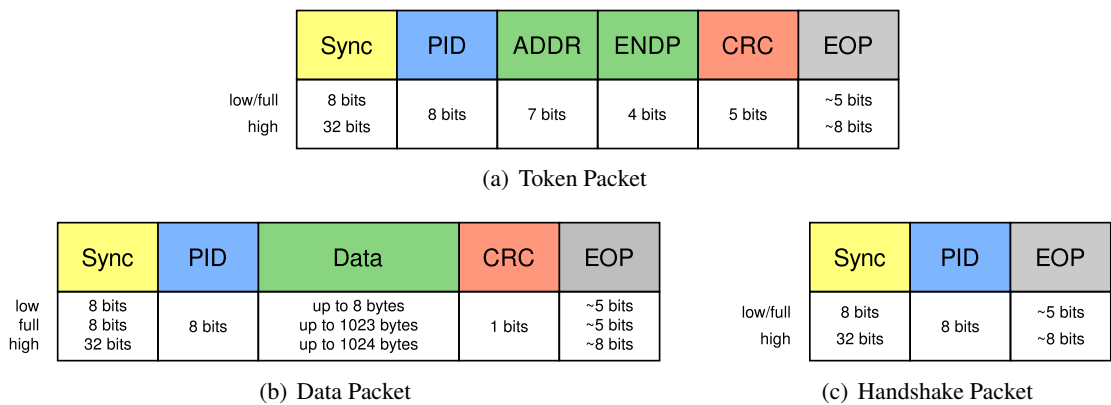 Sync PID ADDR ENDP CRC EOP
low/full 8 bits 8 bits 7 bits 4 bits 5 bits ~5 bits
high 32 bits ~8 bits
(a) Token Packet
Sync PID Data CRC EOP
low 8 bits 8 bits up to 8 bytes 1 bits ~5 bits
full 8 bits up to 1023 bytes ~5 bits
high 32 bits up to 1024 bytes ~8 bits
(b) Data Packet
Sync PID EOP
low/full 8 bits 8 bits ~5 bits
high 32 bits ~8 bits
(c) Handshake Packet